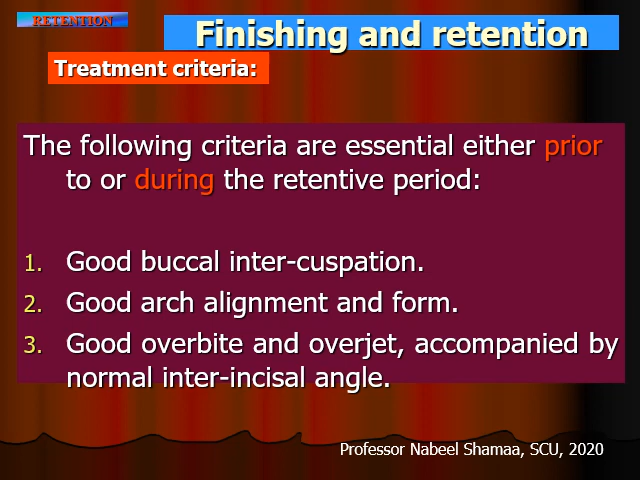 RETENTION
Finishing and retention
Treatment criteria:
The following criteria are essential either prior
to or during the retentive period:
1. Good buccal inter-cuspation.
2. Good arch alignment and form.
3. Good overbite and overjet, accompanied by
normal inter-incisal angle.
Professor Nabeel Shamaa, SCU, 2020